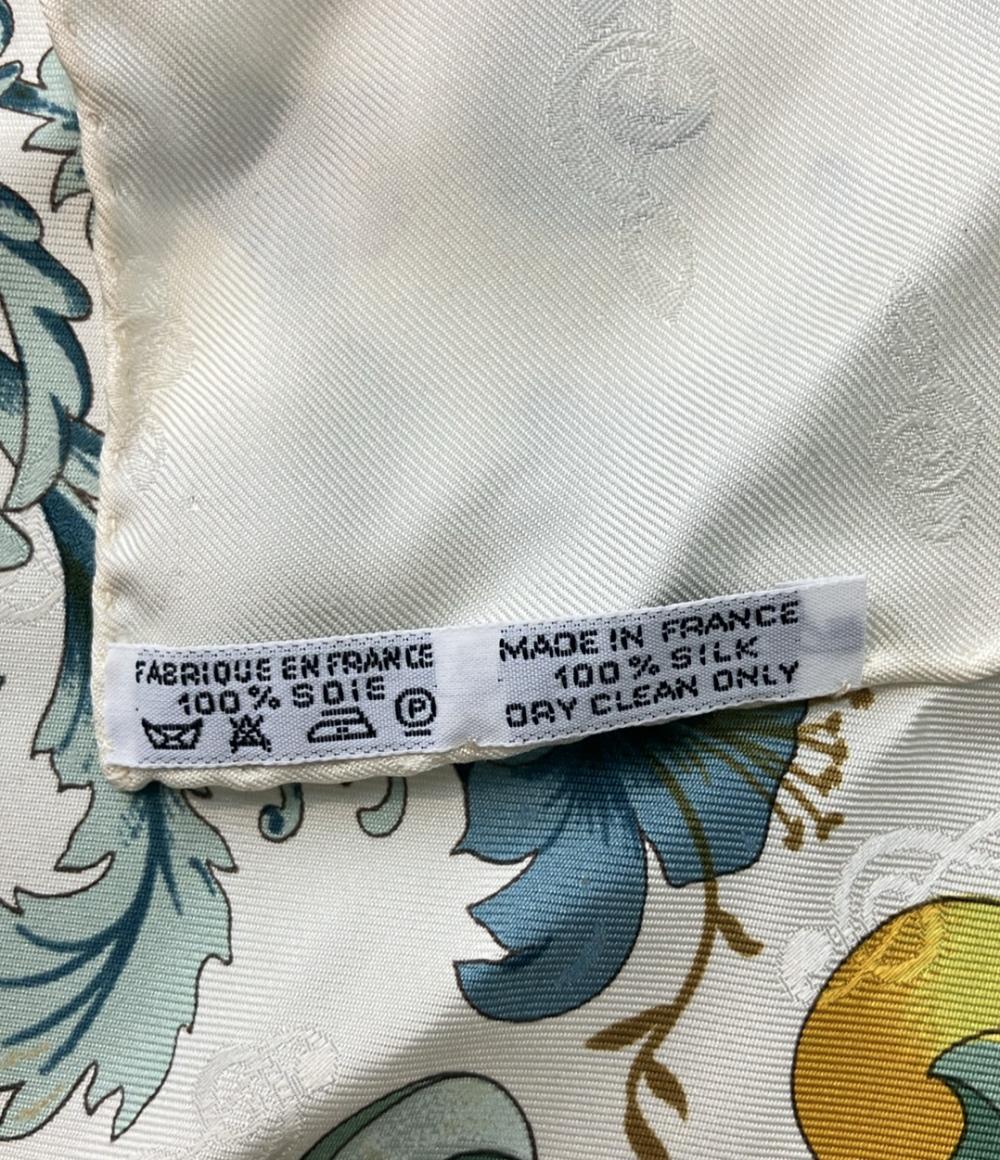 FABRIQUE EN FRANCE
100% SOIE
P
MADE IN FRANCE
100% SILK
DRY CLEAN ONLY